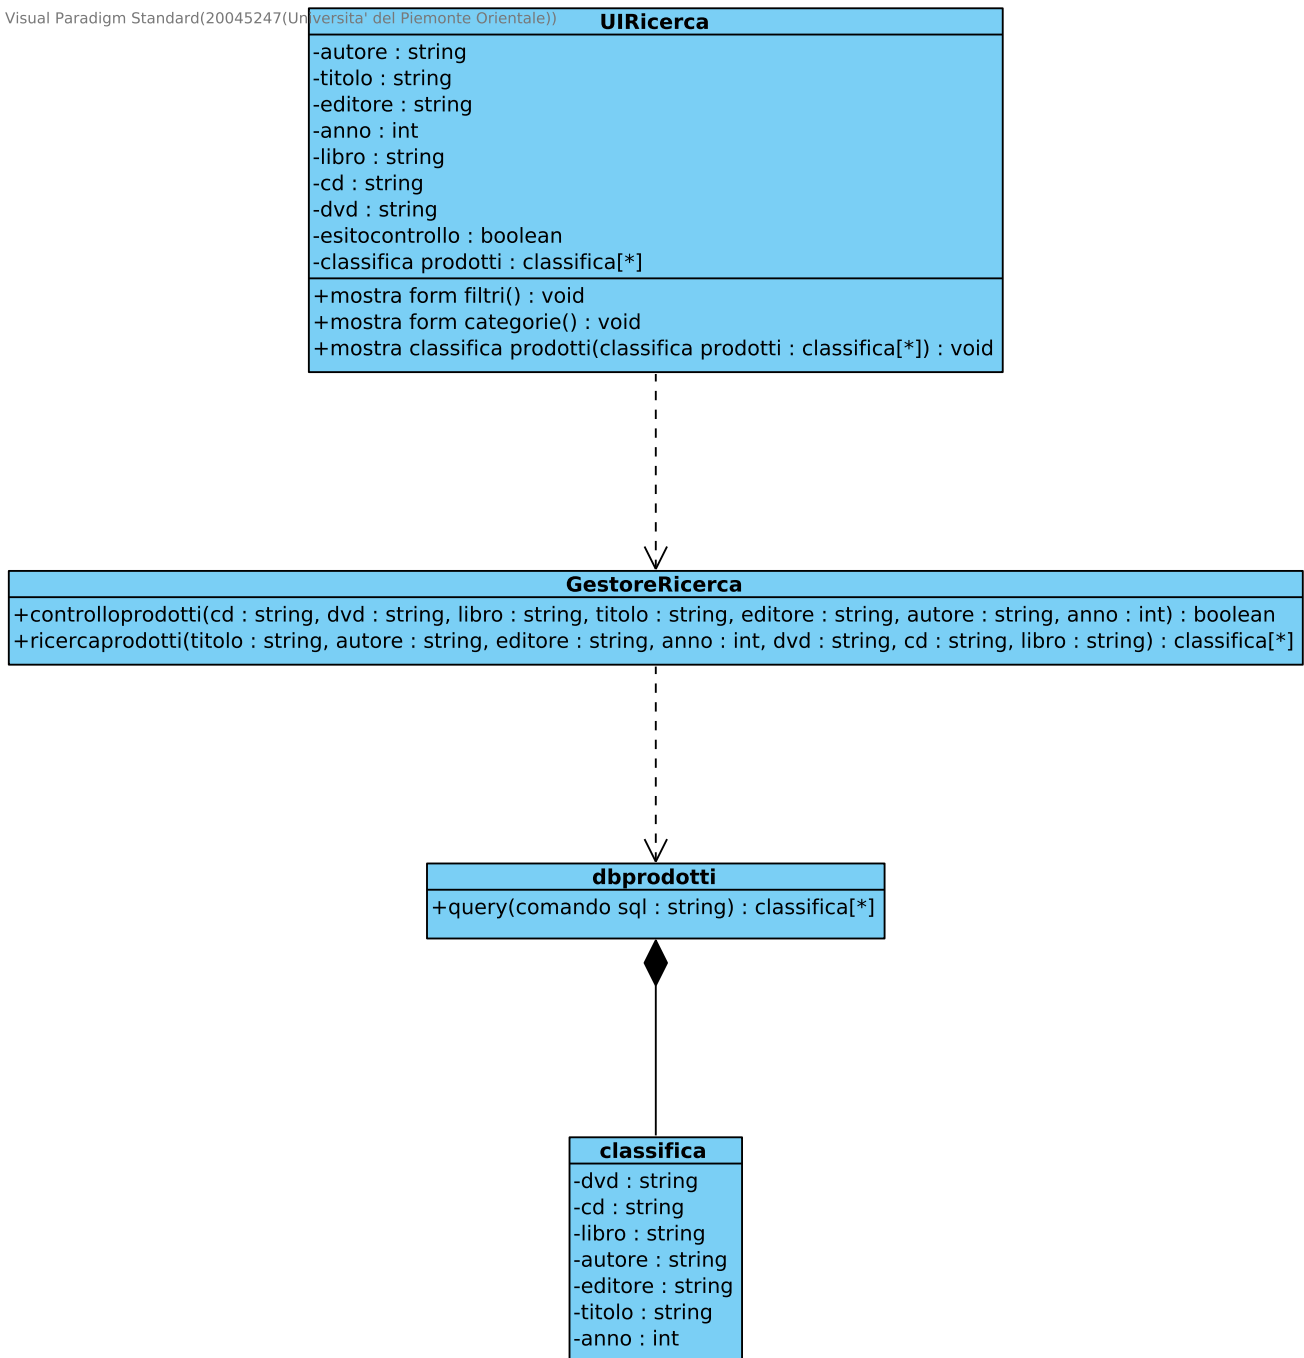 Visual Paradigm Standard(20045247(Universita' del Piemonte Orientale))
UIRicerca
-autore : string
-titolo : string
-editore : string
-anno : int
-libro : string
-cd : string
-dvd : string
-esitocontrollo : boolean
-classifica prodotti : classifica[*]
+mostra form filtri() : void
+mostra form categorie() : void
+mostra classifica prodotti(classifica prodotti : classifica[*]) : void
GestoreRicerca
+controlloprodotti(cd : string, dvd : string, libro : string, titolo : string, editore : string, autore : string, anno : int) : boolean
+ricercaprodotti(titolo : string, autore : string, editore : string, anno : int, dvd : string, cd : string, libro : string) : classifica[*]
dbprodotti
+query(comando sql : string) : classifica[*]
classifica
-dvd : string
-cd : string
-libro : string
-autore : string
-editore : string
-titolo : string
-anno : int